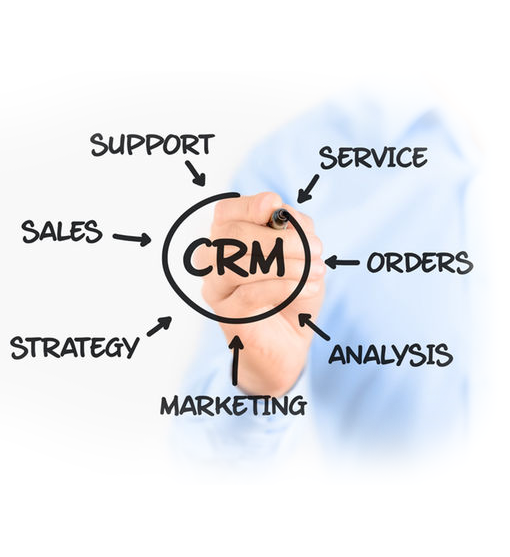 SUPPORT
SERVICE
SALES
CRM
ORDERS
STRATEGY
ANALYSIS
MARKETING